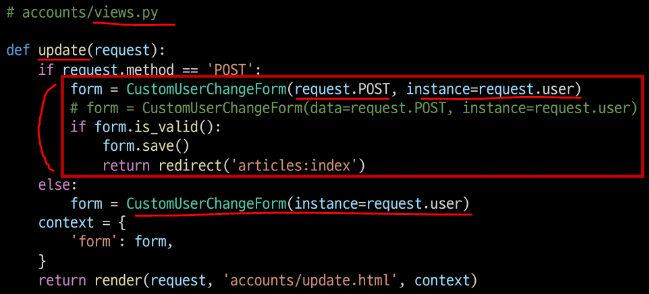 # accounts/views.py
def update(request):
    if request.method == 'POST':
        form = CustomUserChangeForm(request.POST, instance=request.user)
        # form = CustomUserChangeForm(data=request.POST, instance=request.user)
        if form.is_valid():
            form.save()
            return redirect('articles:index')
    else:
        form = CustomUserChangeForm(instance=request.user)
    context = {
        'form': form,
    }
    return render(request, 'accounts/update.html', context)